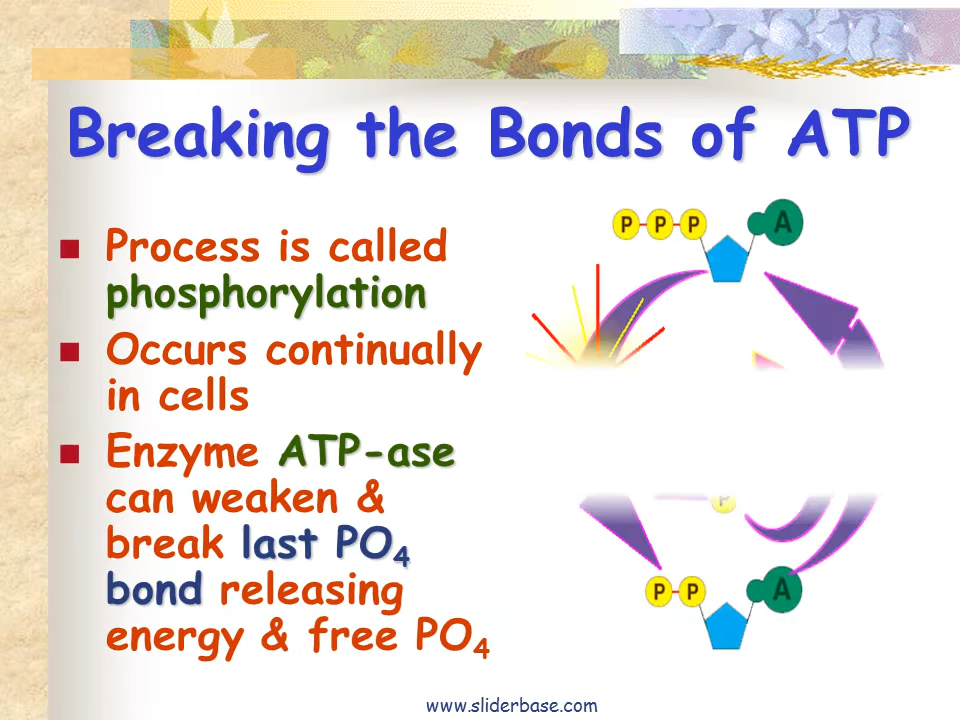 Breaking the Bonds of ATP
Process is called
phosphorylation
Occurs continually
in cells
Enzyme ATP-ase
can weaken &
break last PO₄
bond releasing
energy & free PO₄
P P P A
P
P P A
www.sliderbase.com